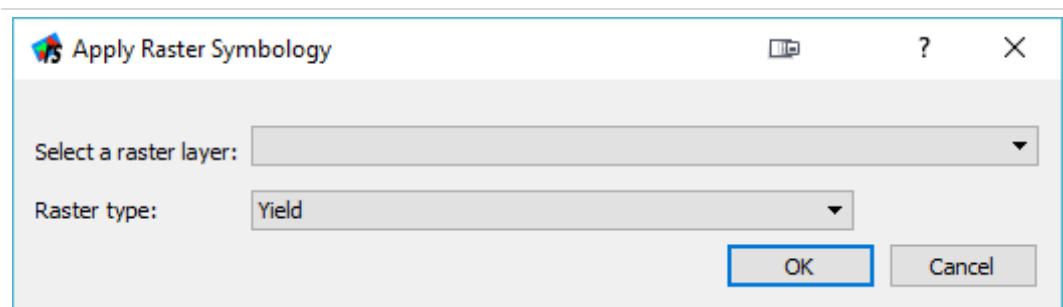 Apply Raster Symbology ?
Select a raster layer:
Raster type: Yield
OK Cancel